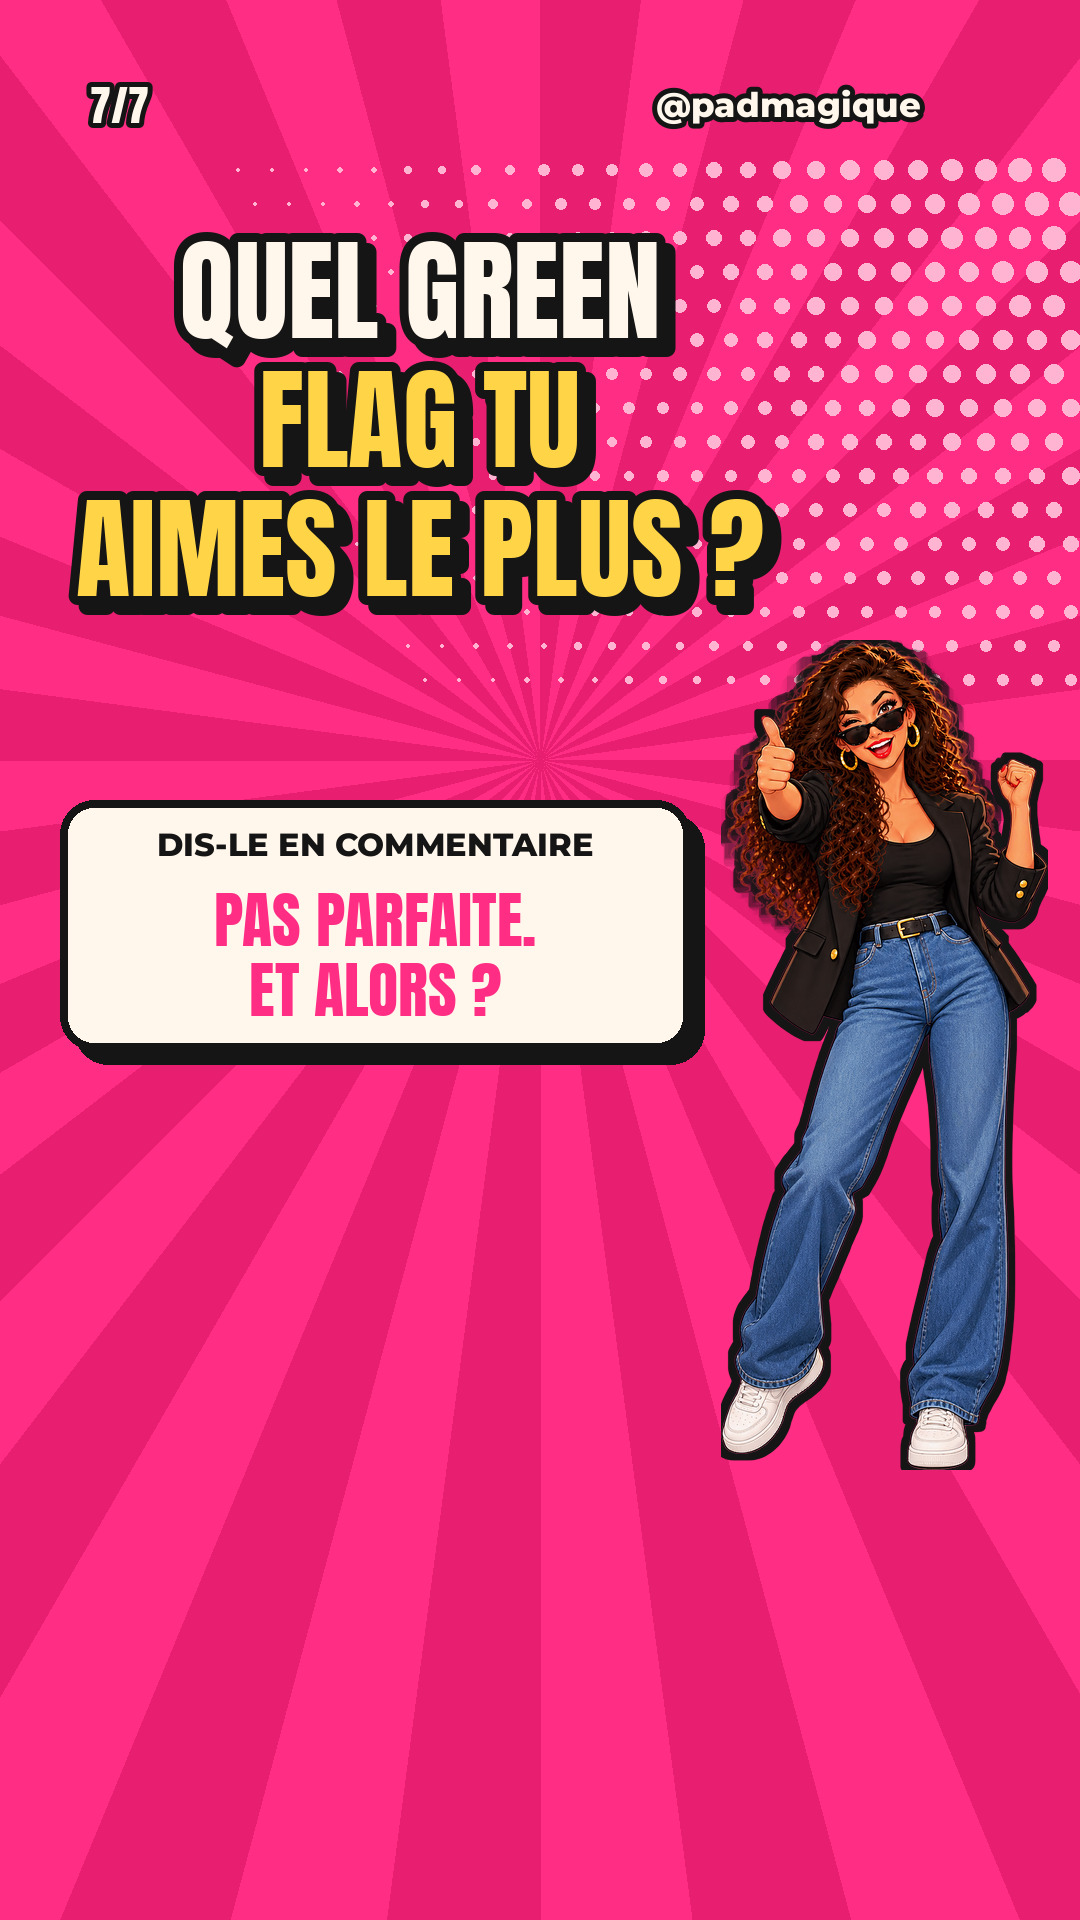 7/7
@padmagique
QUEL GREEN
FLAG TU
AIMES LE PLUS ?
DIS-LE EN COMMENTAIRE
PAS PARFAITE.
ET ALORS ?